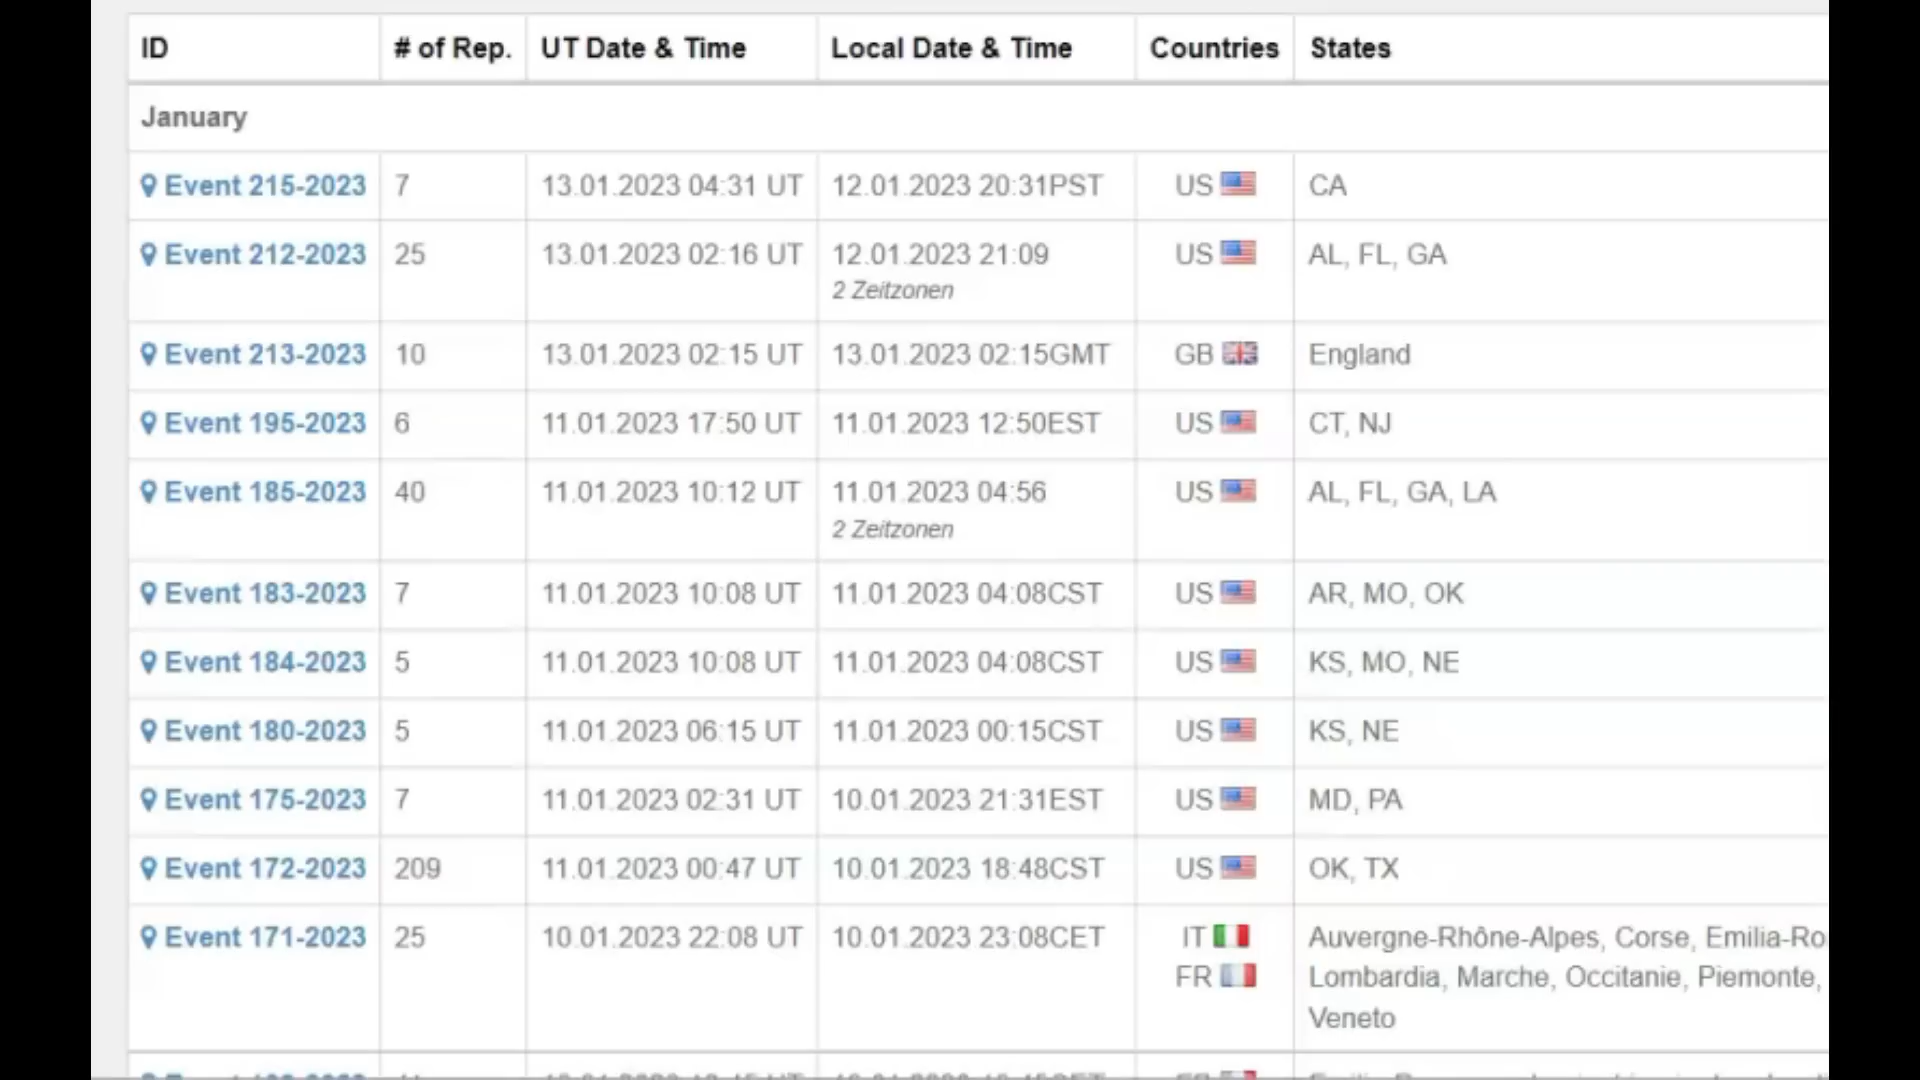 ID # of Rep. UT Date & Time Local Date & Time Countries States
January
Event 215-2023 7 13.01.2023 04:31 UT 12.01.2023 20:31PST US CA
Event 212-2023 25 13.01.2023 02:16 UT 12.01.2023 21:09 US AL, FL, GA
2 Zeitzonen
Event 213-2023 10 13.01.2023 02:15 UT 13.01.2023 02:15GMT GB England
Event 195-2023 6 11.01.2023 17:50 UT 11.01.2023 12:50EST US CT, NJ
Event 185-2023 40 11.01.2023 10:12 UT 11.01.2023 04:56 US AL, FL, GA, LA
2 Zeitzonen
Event 183-2023 7 11.01.2023 10:08 UT 11.01.2023 04:08CST US AR, MO, OK
Event 184-2023 5 11.01.2023 10:08 UT 11.01.2023 04:08CST US KS, MO, NE
Event 180-2023 5 11.01.2023 06:15 UT 11.01.2023 00:15CST US KS, NE
Event 175-2023 7 11.01.2023 02:31 UT 10.01.2023 21:31EST US MD, PA
Event 172-2023 209 11.01.2023 00:47 UT 10.01.2023 18:48CST US OK, TX
Event 171-2023 25 10.01.2023 22:08 UT 10.01.2023 23:08CET IT Auvergne-Rhône-Alpes, Corse, Emilia-Ro
FR Lombardia, Marche, Occitanie, Piemonte,
Veneto